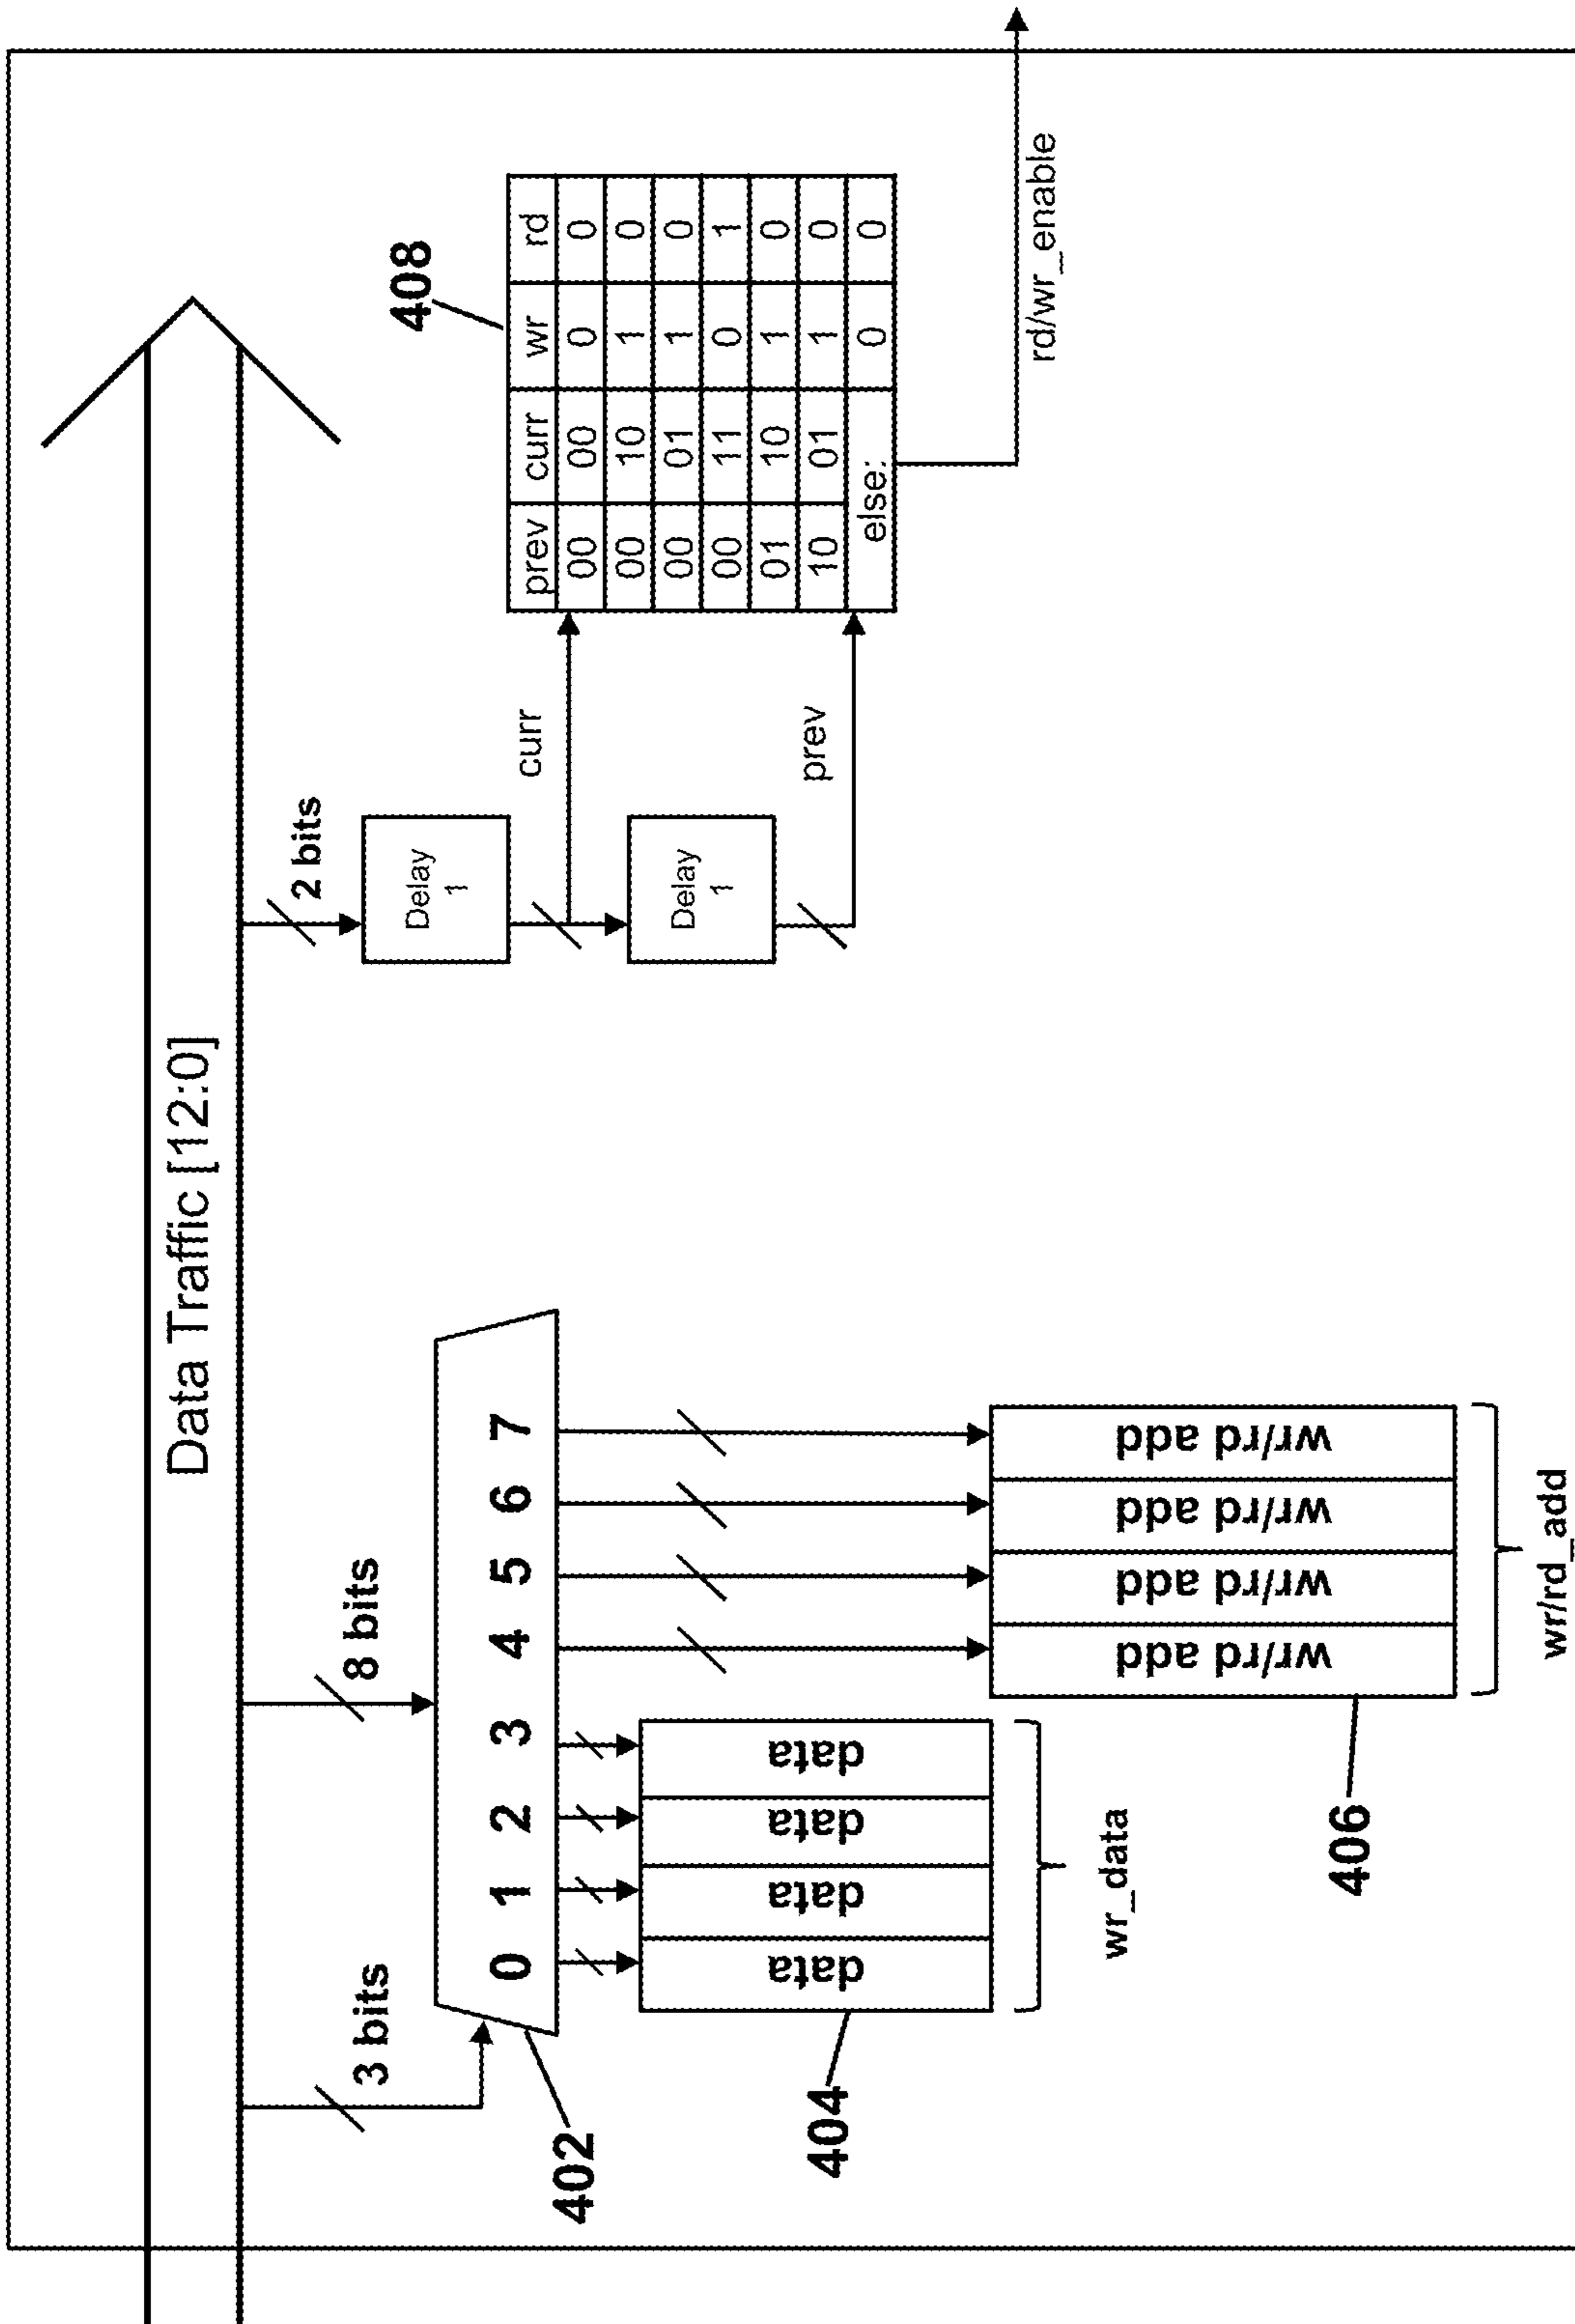 Data Traffic [12:0]
3 bits
8 bits
2 bits
402
0 1 2 3 4 5 6 7
404
data data data data
wr_data
406
wr/rd add wr/rd add wr/rd add wr/rd add
wr/rd_add
Delay
1
curr
Delay
1
prev
408
prev curr wr rd
00 00 0 0
00 10 1 0
00 01 1 0
00 11 0 1
01 10 1 0
10 01 1 0
else: 0 0
rd/wr_enable